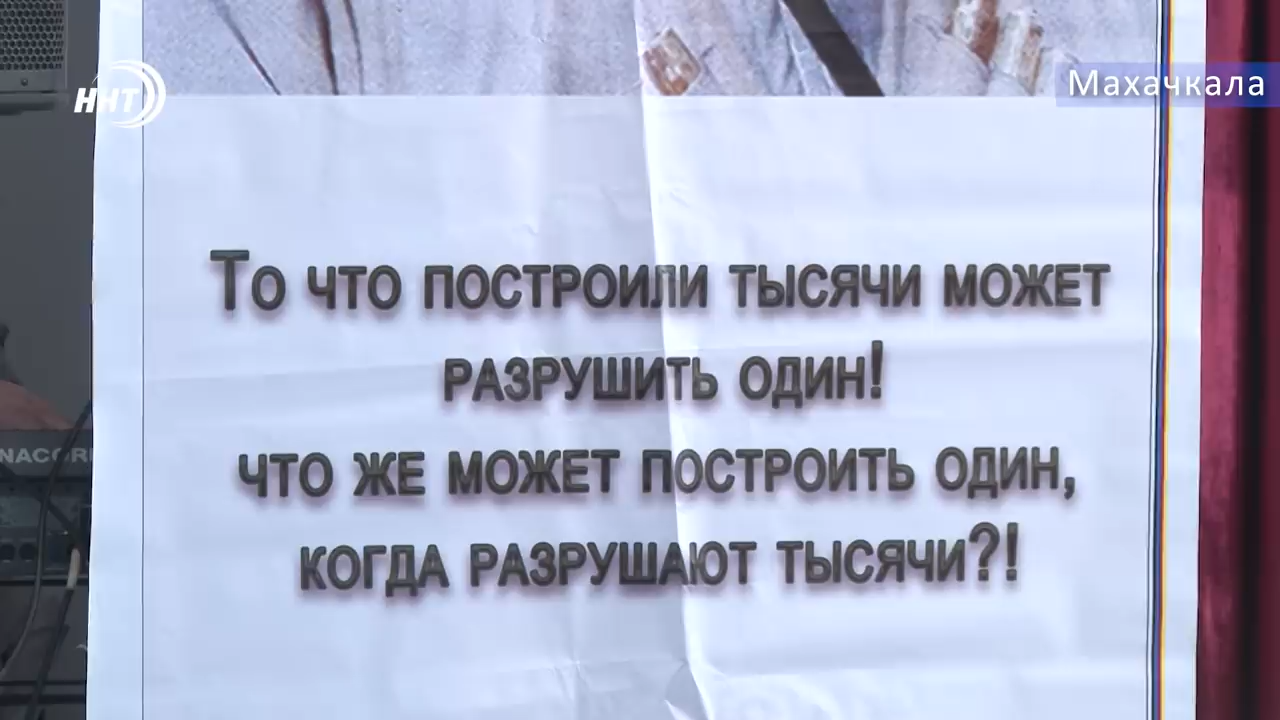 ННТ
Махачкала
То что построили тысячи может
разрушить один!
что же может построить один,
когда разрушают тысячи?!